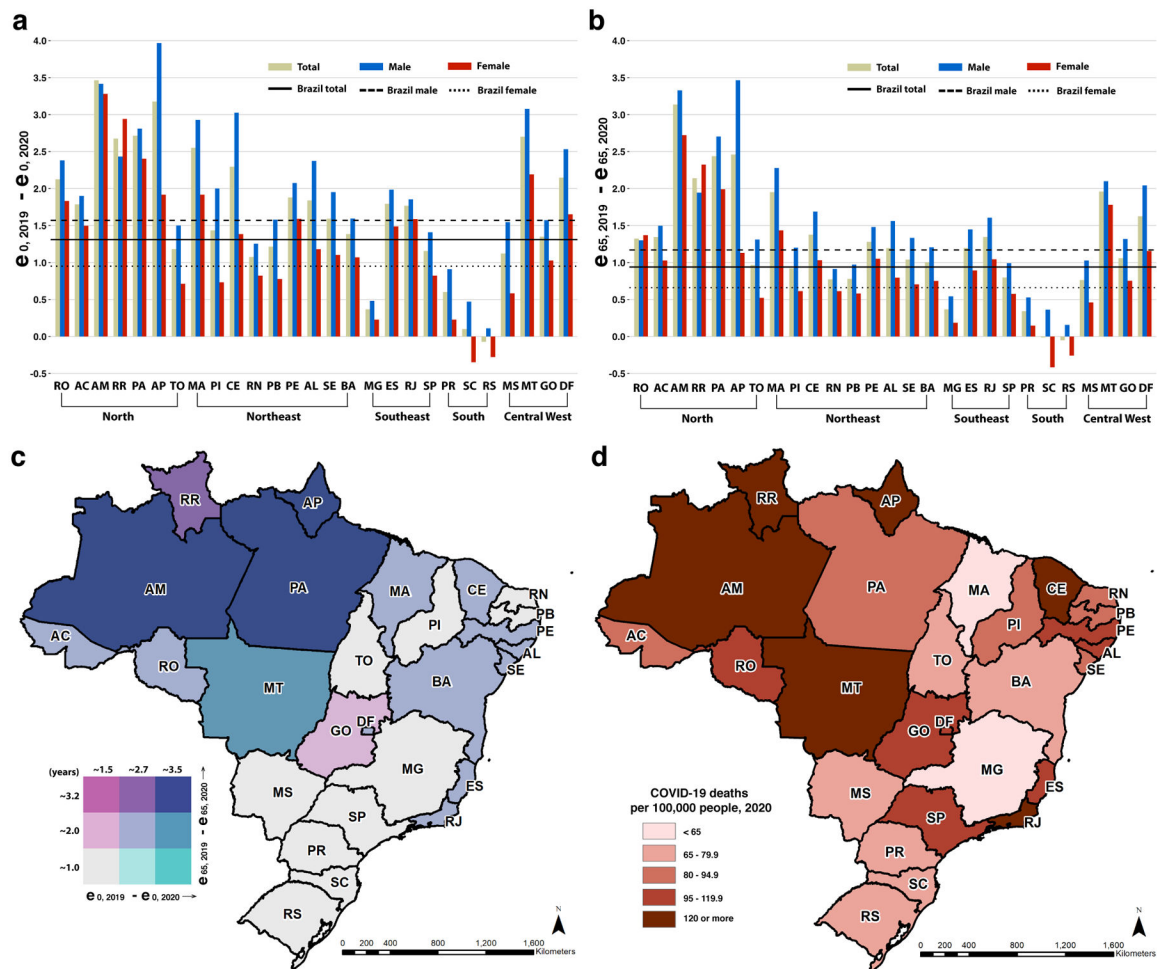 a
4.0
3.5
3.0
2.5
2.0
1.5
1.0
0.5
0.0
-0.5
e 0, 2019 - e 0, 2020
Total Male Female
Brazil total Brazil male Brazil female
RO AC AM RR PA AP TO MA PI CE RN PB PE AL SE BA MG ES RJ SP PR SC RS MS MT GO DF
North Northeast Southeast South Central West
b
4.0
3.5
3.0
2.5
2.0
1.5
1.0
0.5
0.0
-0.5
e 65, 2019 - e 65, 2020
Total Male Female
Brazil total Brazil male Brazil female
RO AC AM RR PA AP TO MA PI CE RN PB PE AL SE BA MG ES RJ SP PR SC RS MS MT GO DF
North Northeast Southeast South Central West
c
RR
AP
AM
PA
MA
CE
RN
PB
PE
PI
AC
AL
SE
RO
TO
BA
MT
DF
GO
MG
ES
MS
SP
RJ
PR
SC
RS
(years) ~1.5 ~2.7 ~3.5
~3.2
~2.0
~1.0
e 0, 2019 - e 0, 2020 →
e 65, 2019 - e 65, 2020 →
N
0 200 400 800 1,200 1,600
Kilometers
d
RR
AP
AM
PA
MA
CE
RN
PB
PE
PI
AC
AL
SE
RO
TO
BA
MT
DF
GO
MG
ES
MS
SP
RJ
PR
SC
RS
COVID-19 deaths
per 100,000 people, 2020
< 65
65 - 79.9
80 - 94.9
95 - 119.9
120 or more
N
0 200 400 800 1,200 1,600
Kilometers